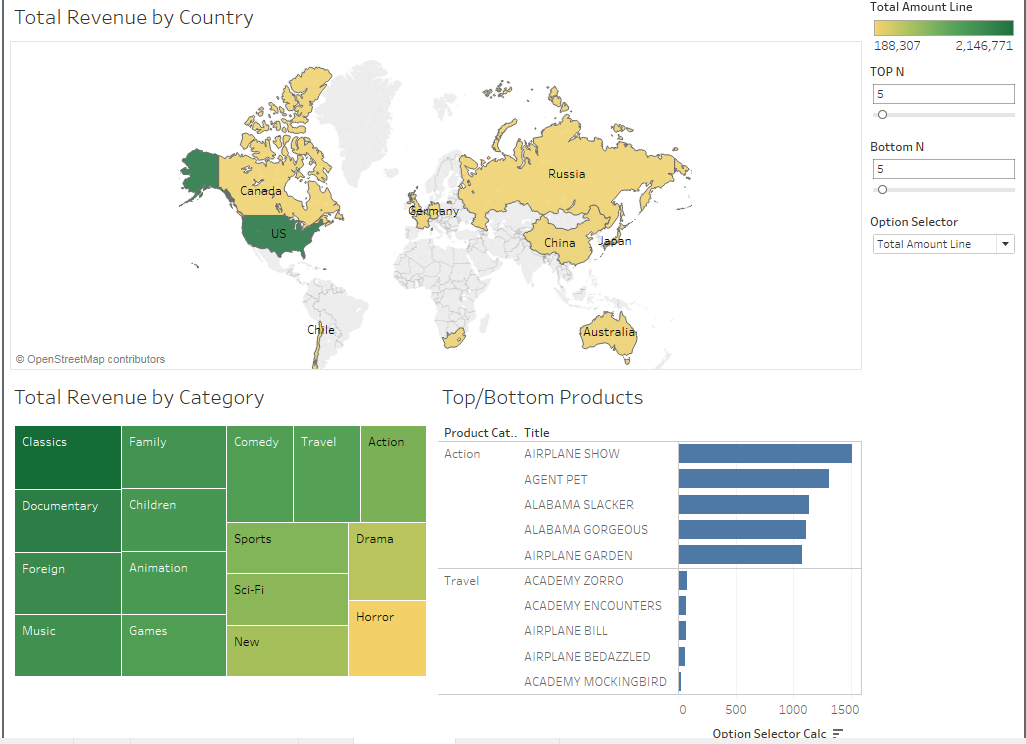 Total Revenue by Country
Total Amount Line
188,307 2,146,771
TOP N
5
Bottom N
5
Option Selector
Total Amount Line
Canada
US
Chile
Germany
Russia
China
Japan
Australia
© OpenStreetMap contributors
Total Revenue by Category
Classics
Family
Comedy
Travel
Action
Documentary
Children
Foreign
Animation
Music
Games
Sports
Drama
Sci-Fi
Horror
New
Top/Bottom Products
Product Cat.. Title
Action AIRPLANE SHOW
AGENT PET
ALABAMA SLACKER
ALABAMA GORGEOUS
AIRPLANE GARDEN
Travel ACADEMY ZORRO
ACADEMY ENCOUNTERS
AIRPLANE BILL
AIRPLANE BEDAZZLED
ACADEMY MOCKINGBIRD
0 500 1000 1500
Option Selector Calc